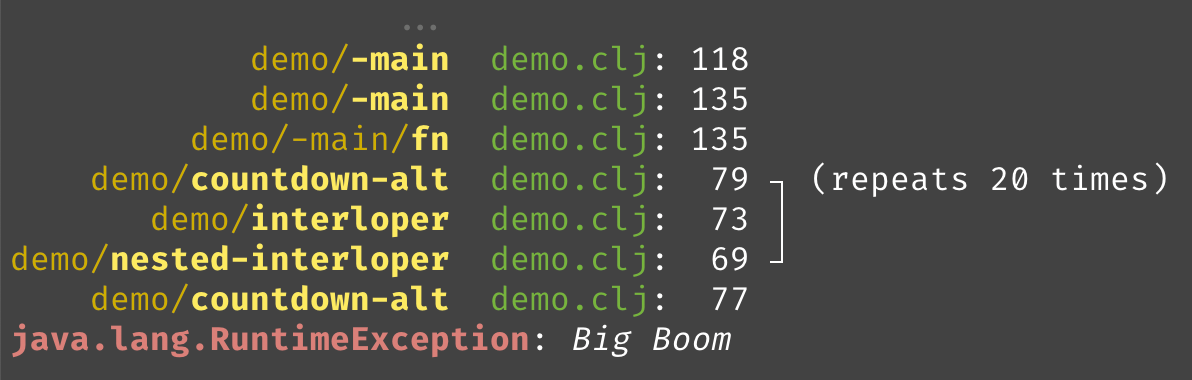 ...
demo/-main demo.clj: 118
demo/-main demo.clj: 135
demo/-main/fn demo.clj: 135
demo/countdown-alt demo.clj: 79 (repeats 20 times)
demo/interloper demo.clj: 73
demo/nested-interloper demo.clj: 69
demo/countdown-alt demo.clj: 77
java.lang.RuntimeException: Big Boom